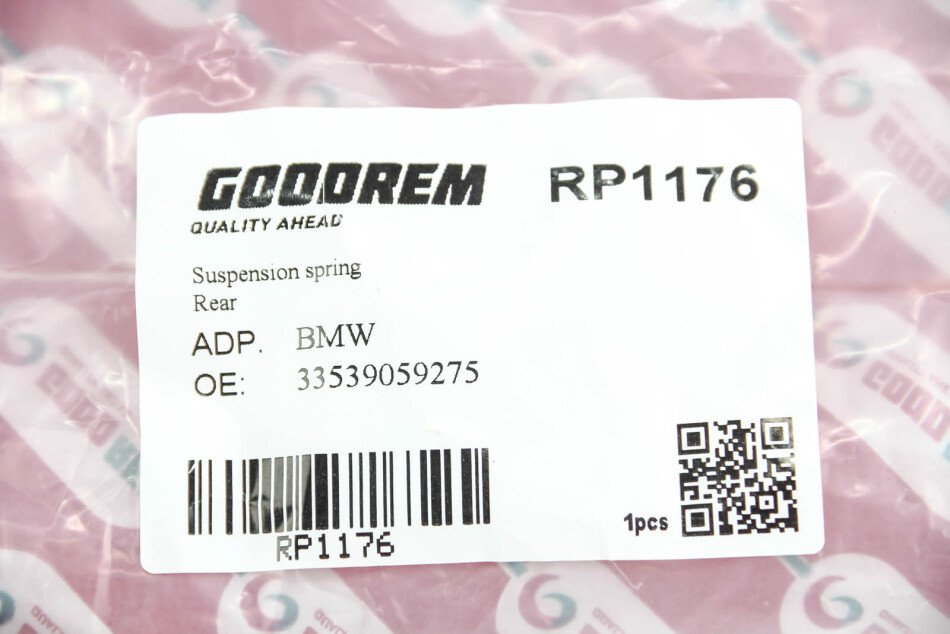 GOODREM
RP1176
QUALITY AHEAD
Suspension spring
Rear
ADP. BMW
OE: 33539059275
1pcs
RP1176